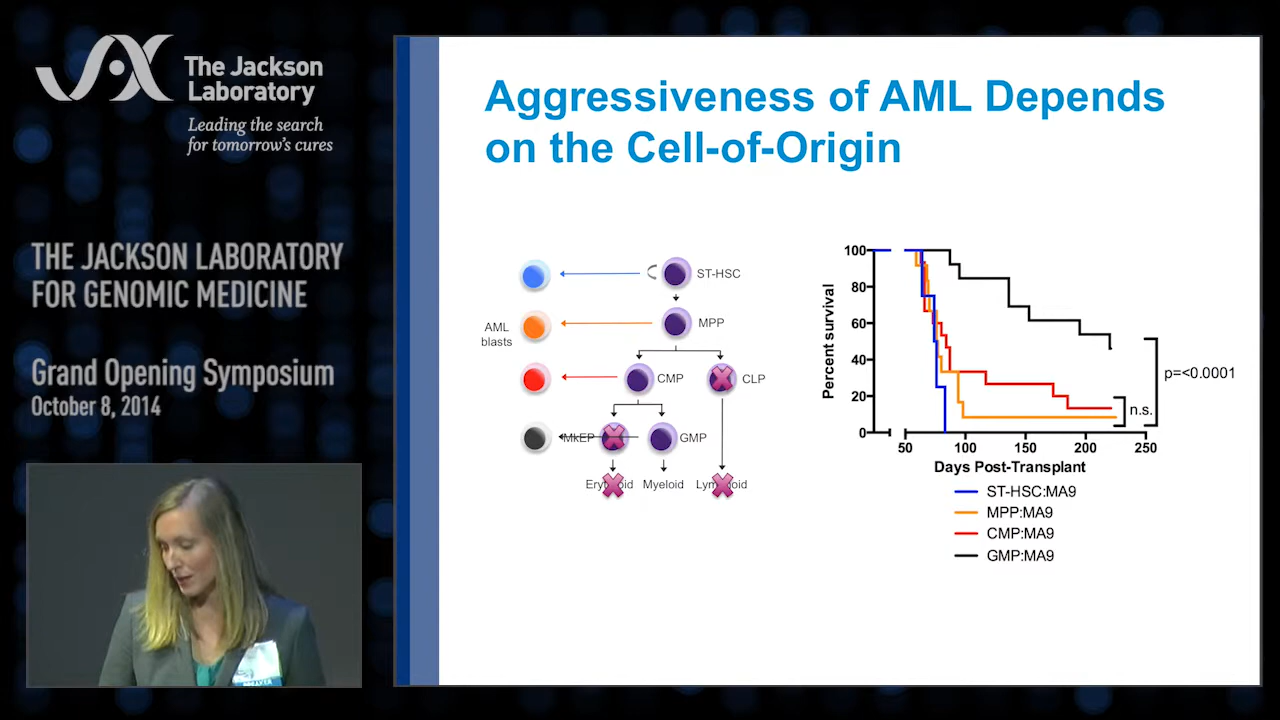 The Jackson
Laboratory
Leading the search
for tomorrow's cures
THE JACKSON LABORATORY
FOR GENOMIC MEDICINE
Grand Opening Symposium
October 8, 2014
Aggressiveness of AML Depends
on the Cell-of-Origin
ST-HSC
MPP
AML
blasts
CMP
CLP
MkEP
GMP
Myeloid
Percent survival
100
80
60
40
20
0
50
100
150
200
250
Days Post-Transplant
p=<0.0001
n.s.
ST-HSC:MA9
MPP:MA9
CMP:MA9
GMP:MA9